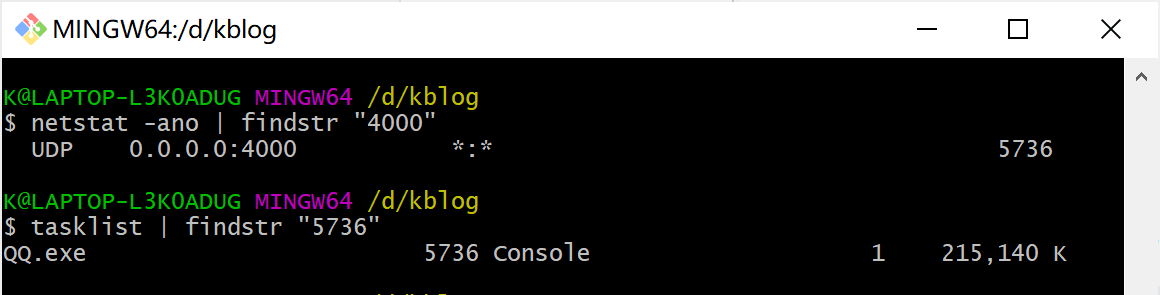 MINGW64:/d/kblog
K@LAPTOP-L3K0ADUG MINGW64 /d/kblog
$ netstat -ano | findstr "4000"
  UDP    0.0.0.0:4000           *:*                                    5736
K@LAPTOP-L3K0ADUG MINGW64 /d/kblog
$ tasklist | findstr "5736"
QQ.exe                        5736 Console                    1    215,140 K